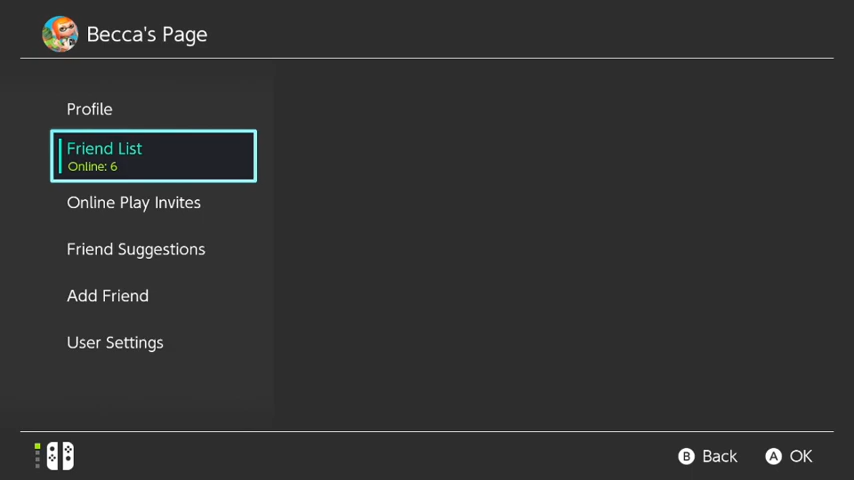 Becca's Page
Profile
Friend List
Online: 6
Online Play Invites
Friend Suggestions
Add Friend
User Settings
B Back A OK